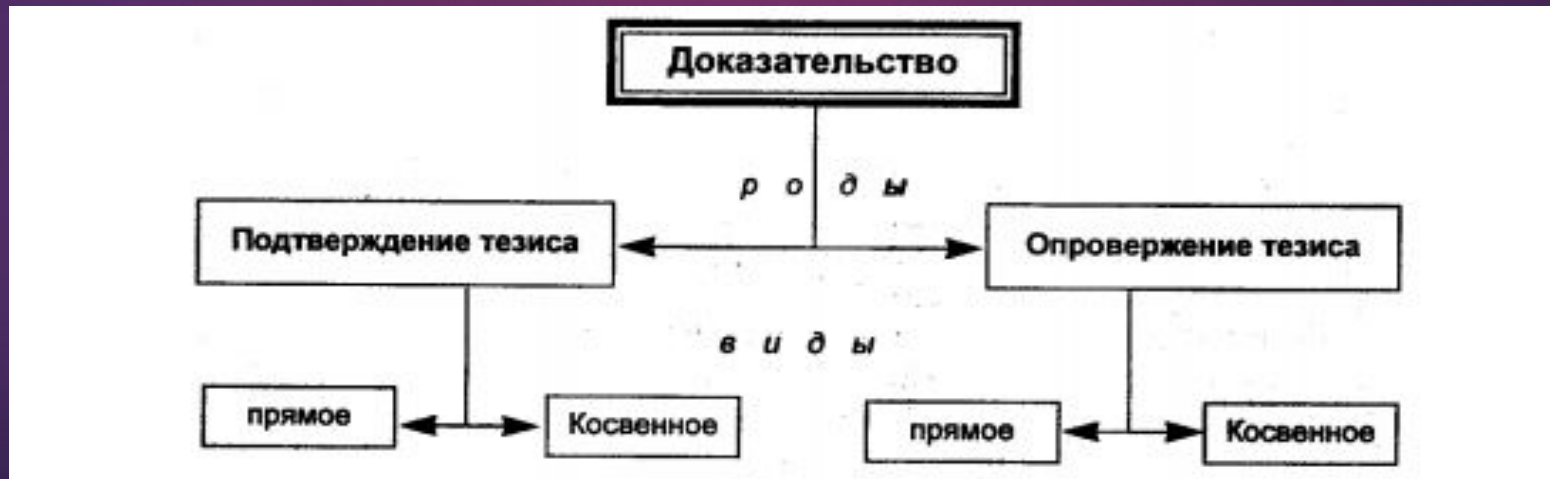 Доказательство
р о д ы
Подтверждение тезиса
Опровержение тезиса
в и д ы
прямое
Косвенное
прямое
Косвенное